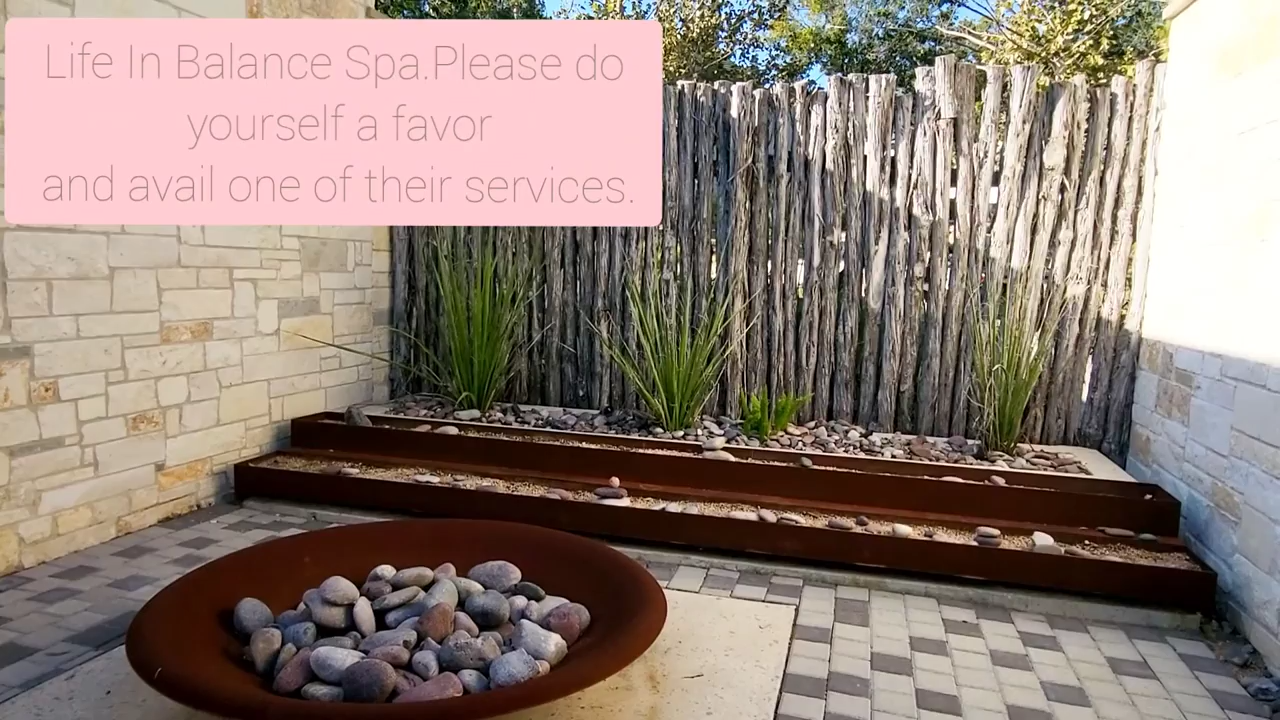 Life In Balance Spa.Please do
yourself a favor
and avail one of their services.